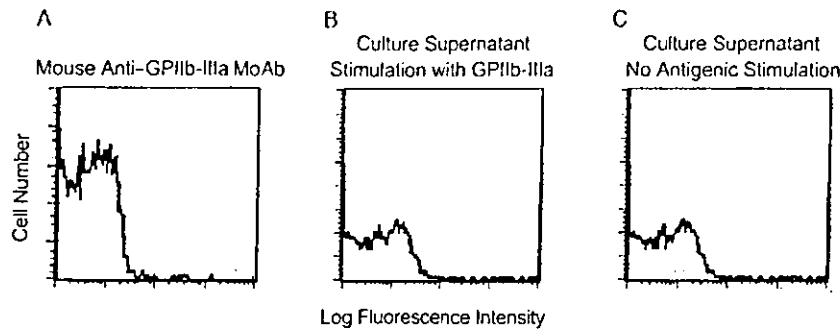 A
B
C
Mouse Anti-GPIIb-IIIa MoAb
Culture Supernatant
Stimulation with GPIIb-IIIa
Culture Supernatant
No Antigenic Stimulation
Cell Number
Log Fluorescence Intensity